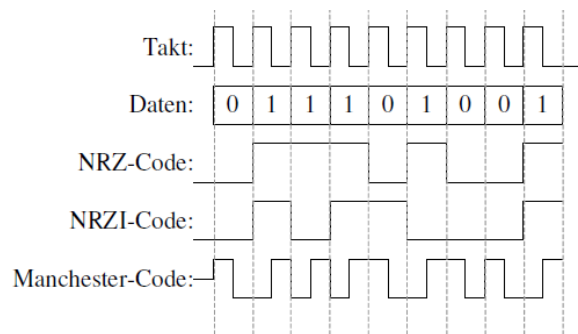 Takt:
Daten: 0 1 1 1 0 1 0 0 1
NRZ-Code:
NRZI-Code:
Manchester-Code: